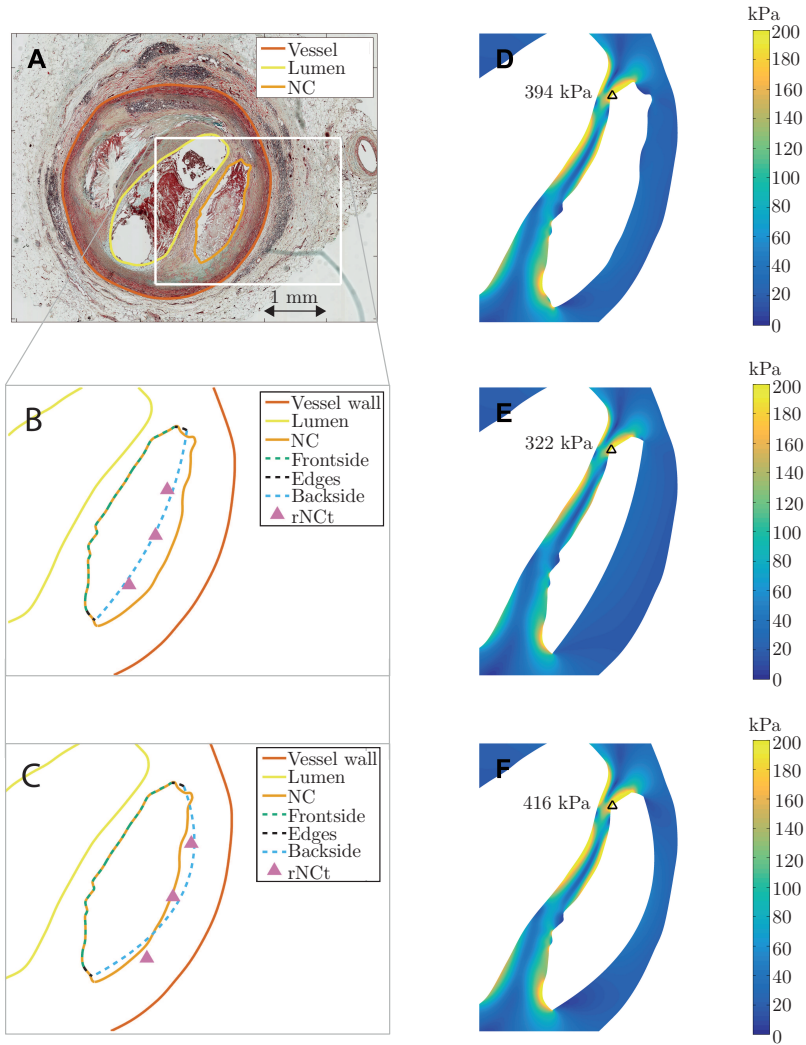 A
Vessel
Lumen
NC
1 mm
B
Vessel wall
Lumen
NC
Frontside
Edges
Backside
rNCt
C
Vessel wall
Lumen
NC
Frontside
Edges
Backside
rNCt
D
394 kPa
kPa
200
180
160
140
120
100
80
60
40
20
0
E
322 kPa
kPa
200
180
160
140
120
100
80
60
40
20
0
F
416 kPa
kPa
200
180
160
140
120
100
80
60
40
20
0